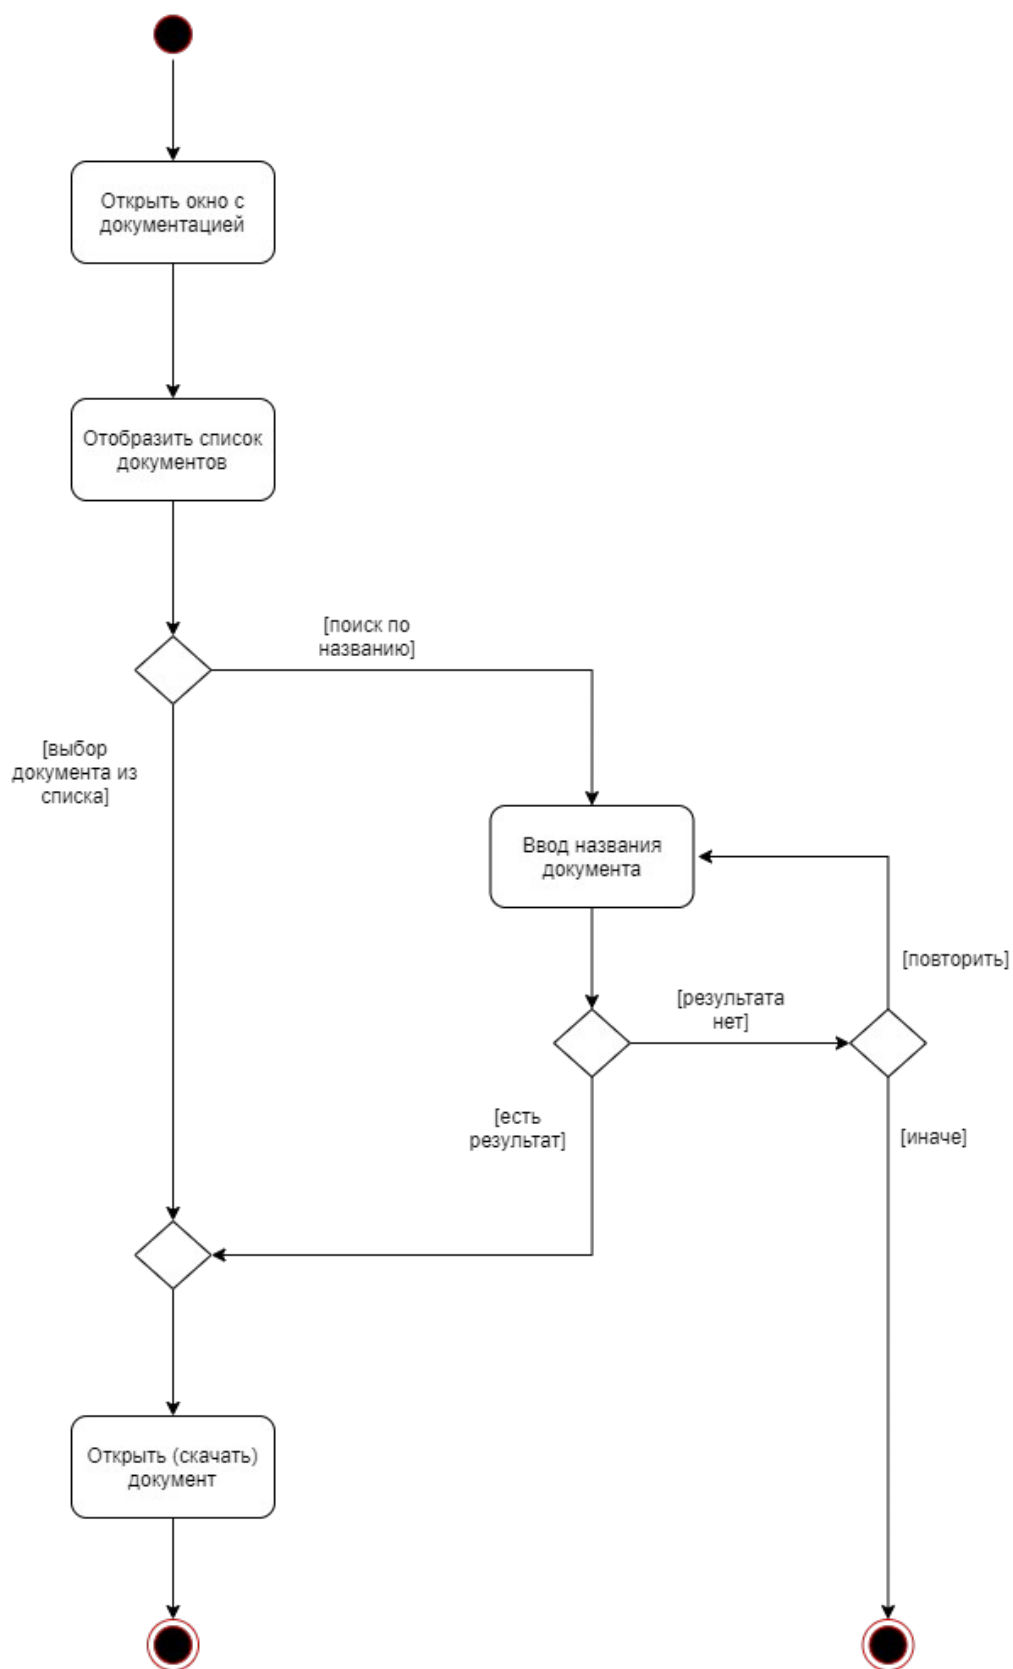 Открыть окно с
документацией
Отобразить список
документов
[поиск по
названию]
[выбор
документа из
списка]
Ввод названия
документа
[повторить]
[результата
нет]
[есть
результат]
[иначе]
Открыть (скачать)
документ